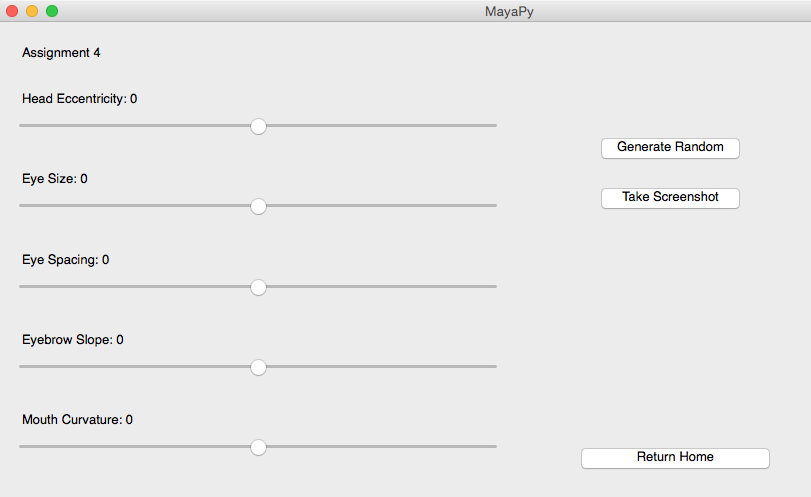 MayaPy
Assignment 4
Head Eccentricity: 0
Generate Random
Eye Size: 0
Take Screenshot
Eye Spacing: 0
Eyebrow Slope: 0
Mouth Curvature: 0
Return Home